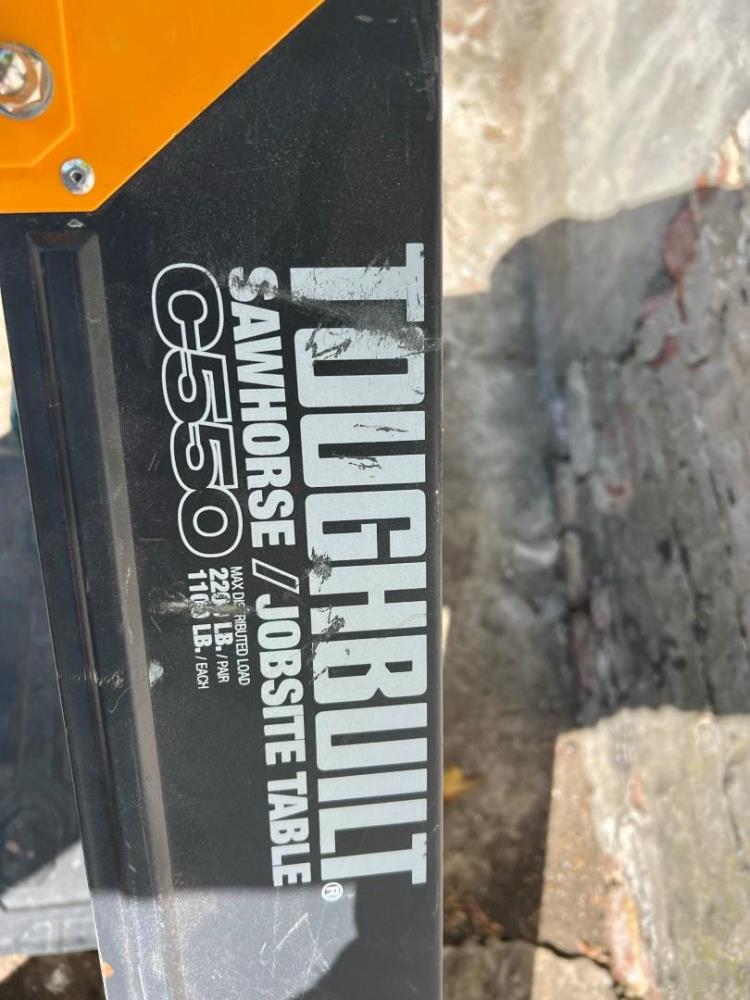 TOUGHBUILT®
SAWHORSE / JOBSITE TABLE
C550
MAX DISTRIBUTED LOAD
LB. / PAIR
LB. / EACH